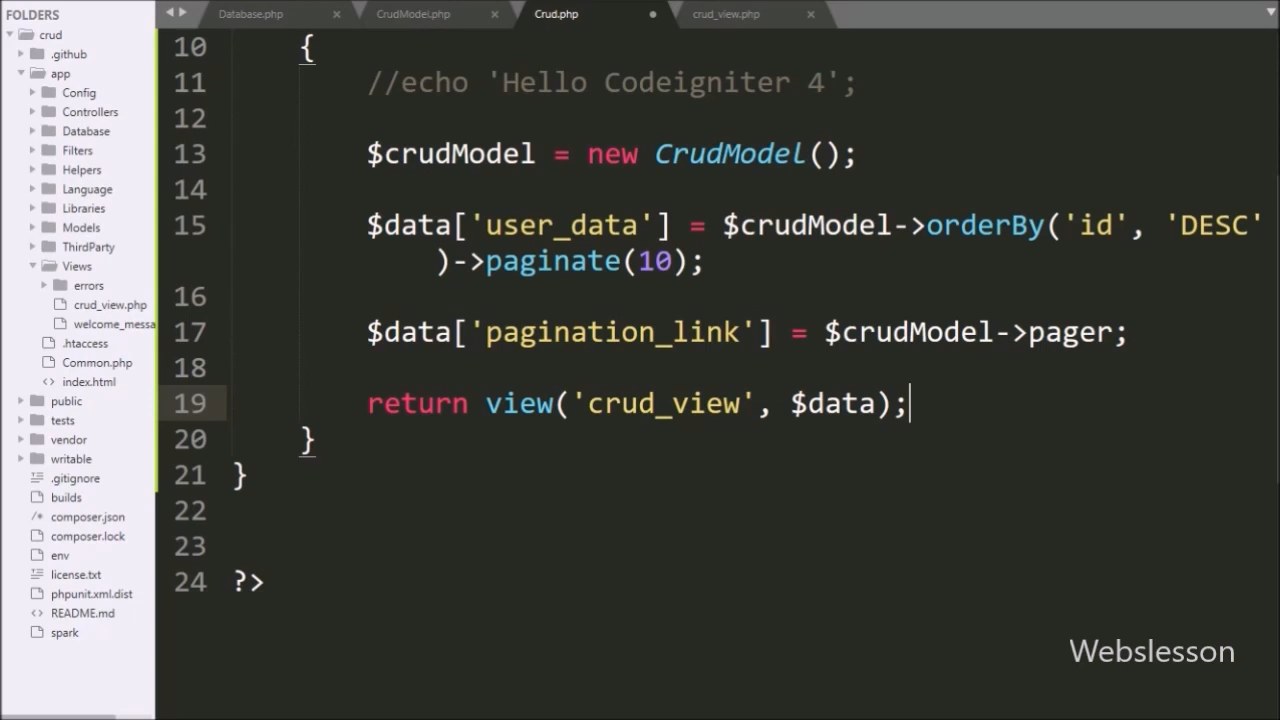 FOLDERS
crud
.github
app
Config
Controllers
Database
Filters
Helpers
Language
Libraries
Models
ThirdParty
Views
errors
crud_view.php
welcome_messa
.htaccess
Common.php
index.html
public
tests
vendor
writable
.gitignore
builds
composer.json
composer.lock
env
license.txt
phpunit.xml.dist
README.md
spark
Database.php
CrudModel.php
Crud.php
crud_view.php
10 {
11 //echo 'Hello Codeigniter 4';
12
13 $crudModel = new CrudModel();
14
15 $data['user_data'] = $crudModel->orderBy('id', 'DESC'
)->paginate(10);
16
17 $data['pagination_link'] = $crudModel->pager;
18
19 return view('crud_view', $data);
20 }
21 }
22
23
24 ?>
Webslesson